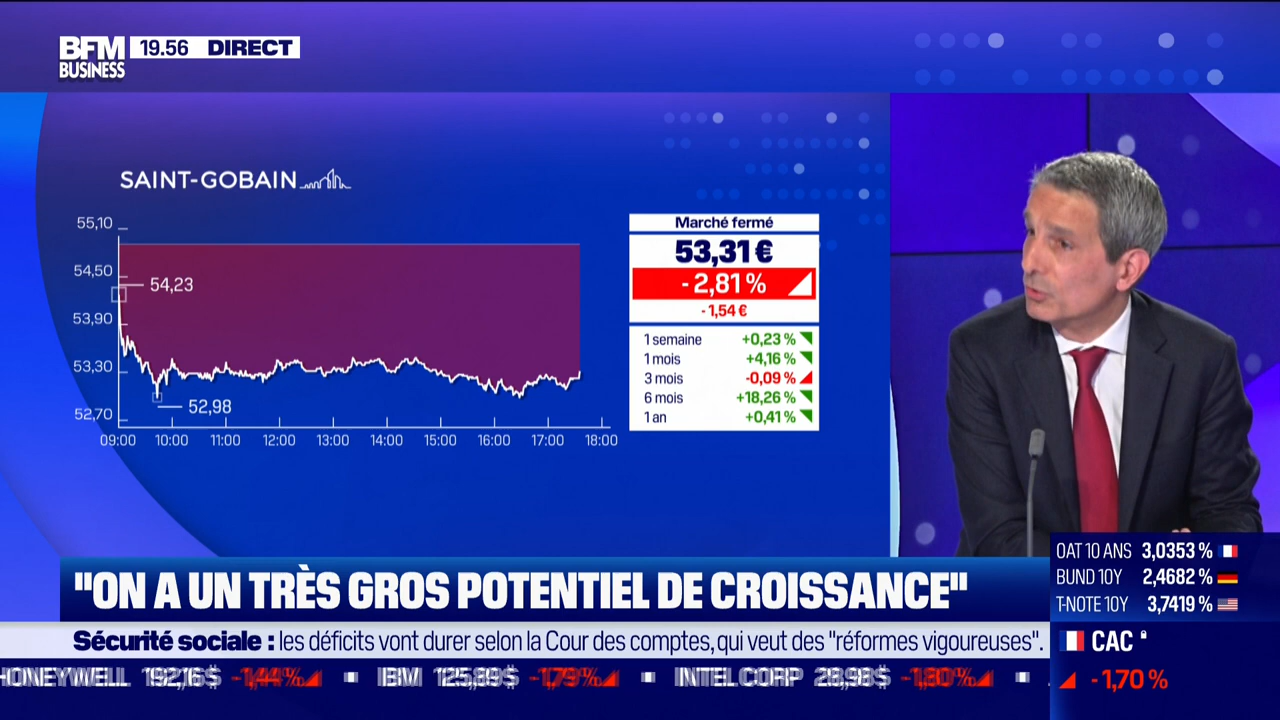 BFM BUSINESS
19.56 DIRECT
SAINT-GOBAIN
55,10
54,50
53,90
53,30
52,70
54,23
52,98
09:00 10:00 11:00 12:00 13:00 14:00 15:00 16:00 17:00 18:00
Marché fermé
53,31 €
- 2,81 %
- 1,54 €
1 semaine +0,23 %
1 mois +4,16 %
3 mois -0,09 %
6 mois +18,26 %
1 an +0,41 %
"ON A UN TRÈS GROS POTENTIEL DE CROISSANCE"
Sécurité sociale : les déficits vont durer selon la Cour des comptes, qui veut des "réformes vigoureuses".
HONEYWELL 192,16$ -1,44% IBM 125,89$ -1,79% INTEL CORP 28,98$ -1,80%
OAT 10 ANS 3,0353 %
BUND 10Y 2,4682 %
T-NOTE 10Y 3,7419 %
CAC
-1,70 %